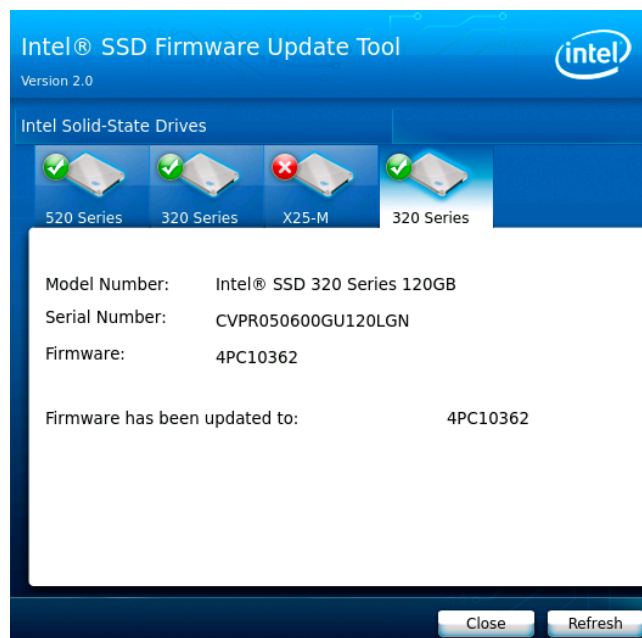 Intel® SSD Firmware Update Tool
intel
Version 2.0
Intel Solid-State Drives
520 Series 320 Series X25-M 320 Series
Model Number: Intel® SSD 320 Series 120GB
Serial Number: CVPR050600GU120LGN
Firmware: 4PC10362
Firmware has been updated to: 4PC10362
Close Refresh